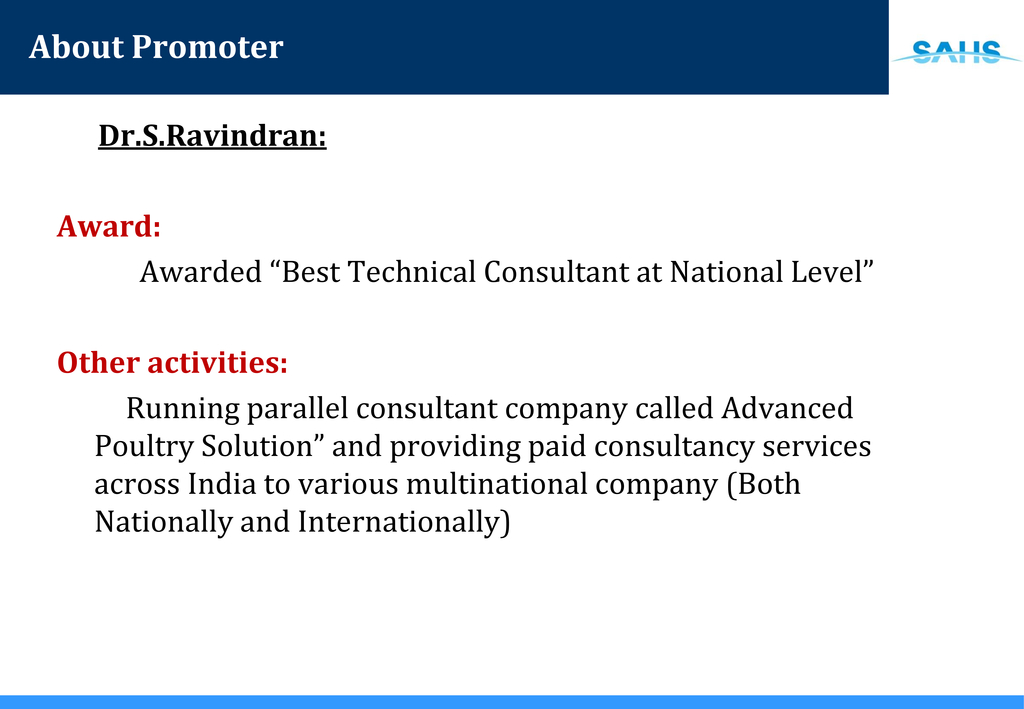 About Promoter
SAHS
Dr.S.Ravindran:
Award:
Awarded “Best Technical Consultant at National Level”
Other activities:
Running parallel consultant company called Advanced
Poultry Solution” and providing paid consultancy services
across India to various multinational company (Both
Nationally and Internationally)